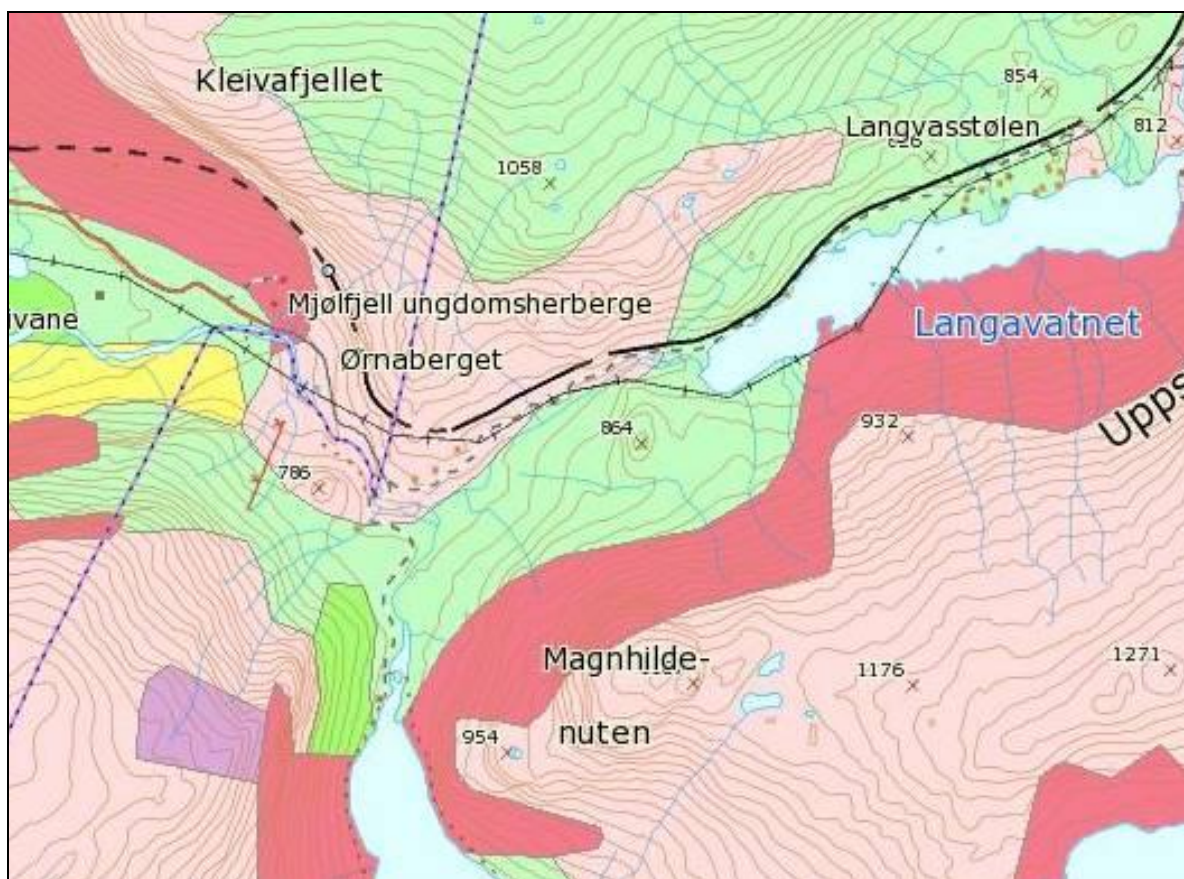 Kleivafjellet
854
Langvasstølen
812
1058
Mjølfjell ungdomsherberge
ivane
Langavatnet
Ørnaberget
Upps
932
864
786
Magnhilde-
nuten
1176
1271
954